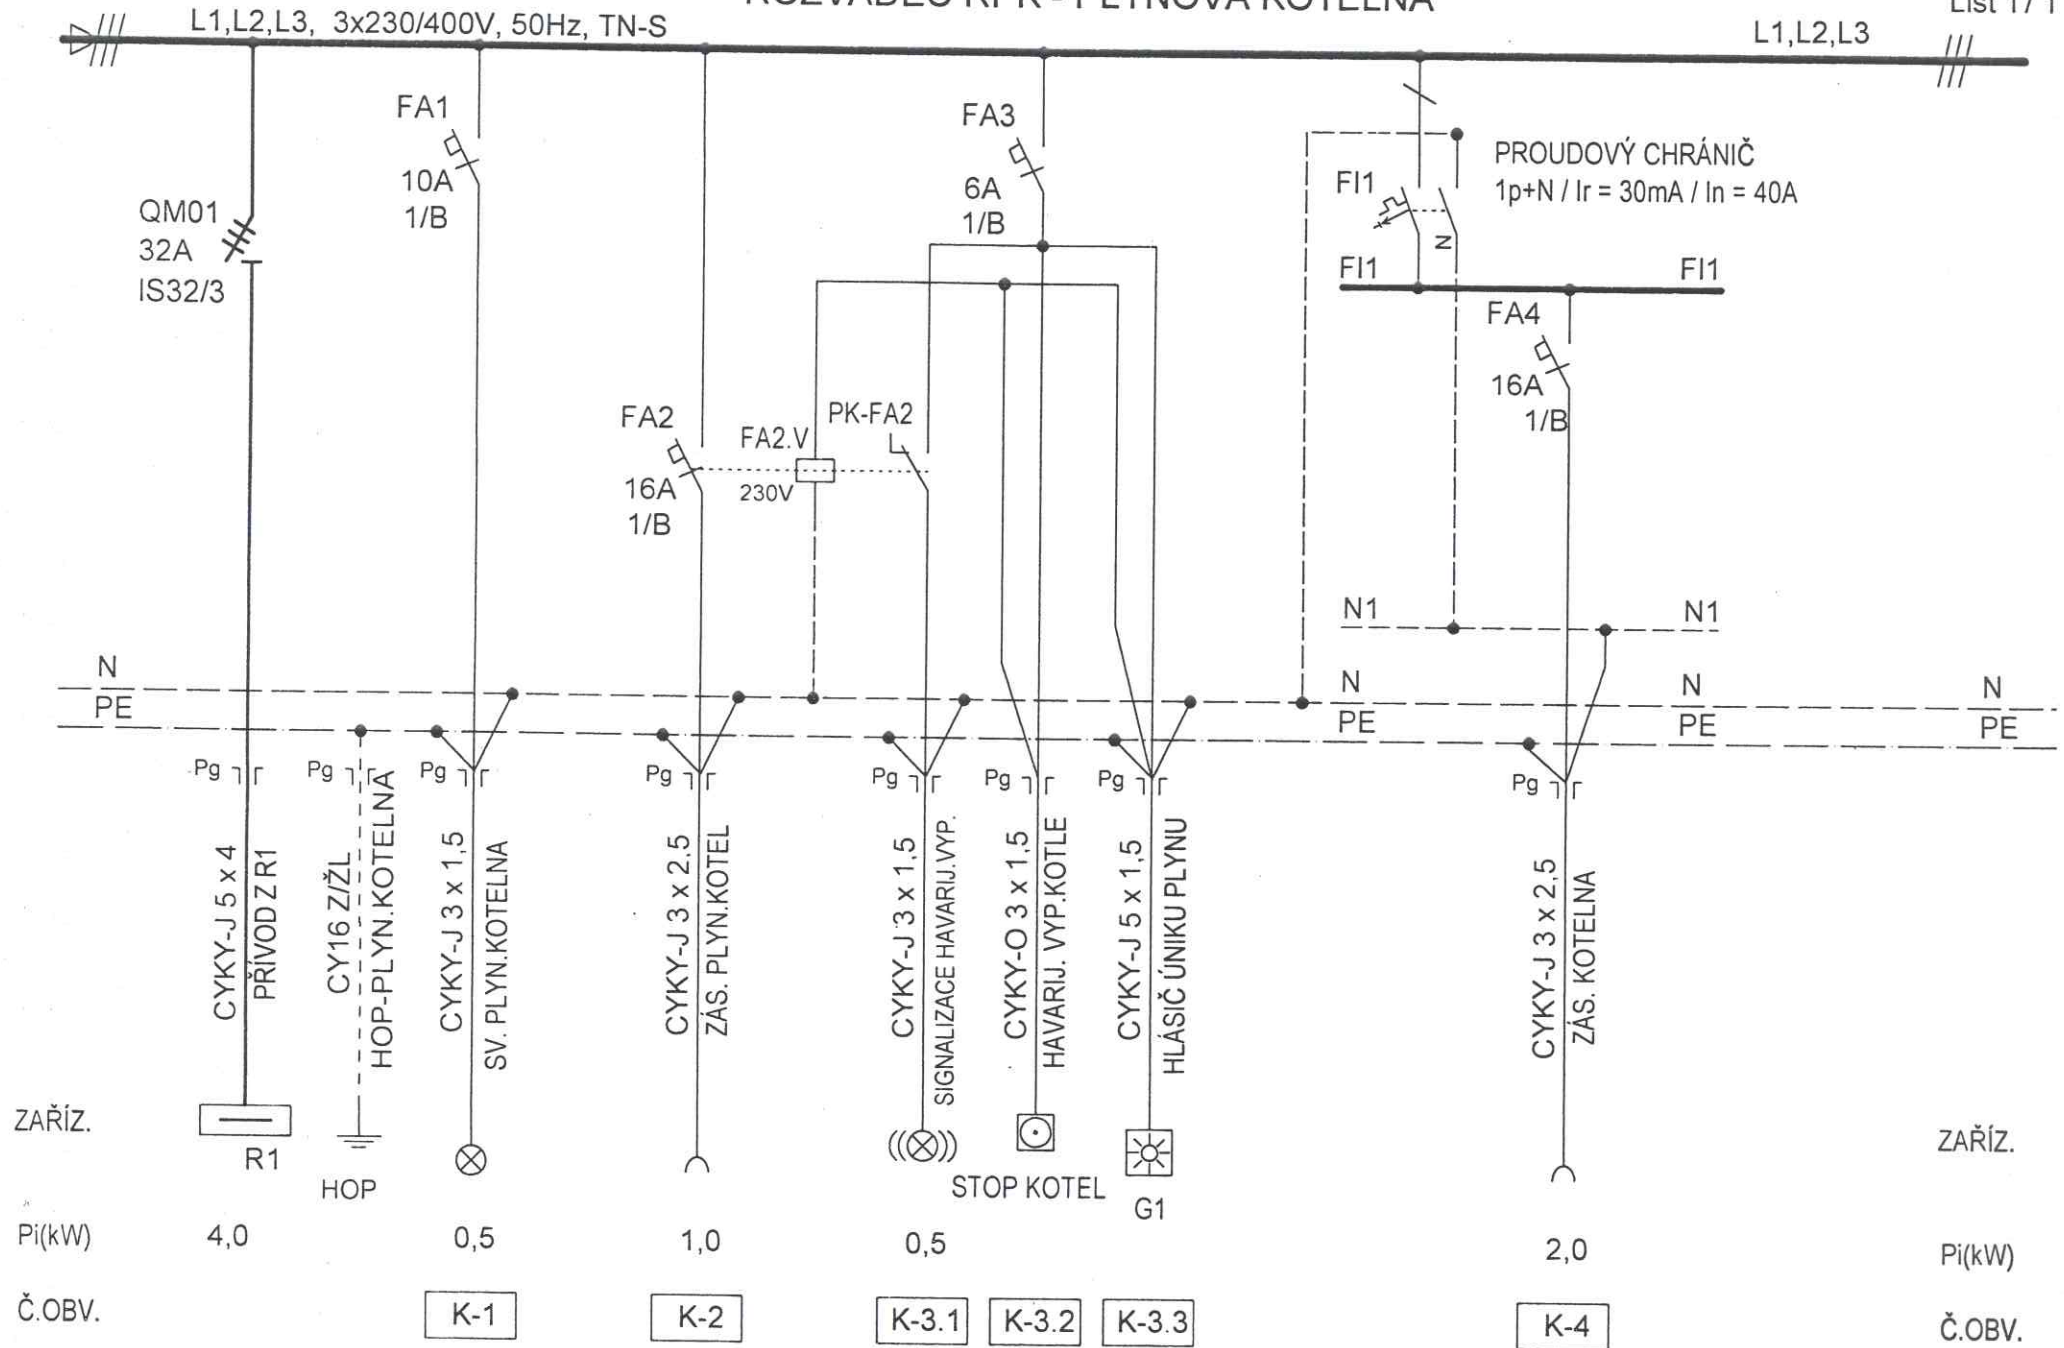 ROZVADĚČ RPK - PLYNOVÁ KOTELNA
List 1/ 1
L1,L2,L3, 3x230/400V, 50Hz, TN-S
L1,L2,L3
QM01
32A
IS32/3
FA1
10A
1/B
FA2
16A
1/B
FA2.V
230V
PK-FA2
FA3
6A
1/B
FI1
N
PROUDOVÝ CHRÁNIČ
1p+N / Ir = 30mA / In = 40A
FI1
FI1
FA4
16A
1/B
N1
N1
N
N
N
N
PE
PE
PE
PE
Pg
Pg
Pg
Pg
Pg
Pg
Pg
Pg
CYKY-J 5 x 4
PŘÍVOD Z R1
CY16 Z/ŽL
HOP-PLYN.KOTELNA
CYKY-J 3 x 1,5
SV. PLYN.KOTELNA
CYKY-J 3 x 2,5
ZÁS. PLYN.KOTEL
CYKY-J 3 x 1,5
SIGNALIZACE HAVARIJ.VYP.
CYKY-O 3 x 1,5
HAVARIJ. VYP.KOTLE
CYKY-J 5 x 1,5
HLÁSIČ ÚNIKU PLYNU
CYKY-J 3 x 2,5
ZÁS. KOTELNA
ZAŘÍZ.
R1
HOP
STOP KOTEL
G1
ZAŘÍZ.
Pi(kW)
4,0
0,5
1,0
0,5
2,0
Pi(kW)
Č.OBV.
K-1
K-2
K-3.1
K-3.2
K-3.3
K-4
Č.OBV.